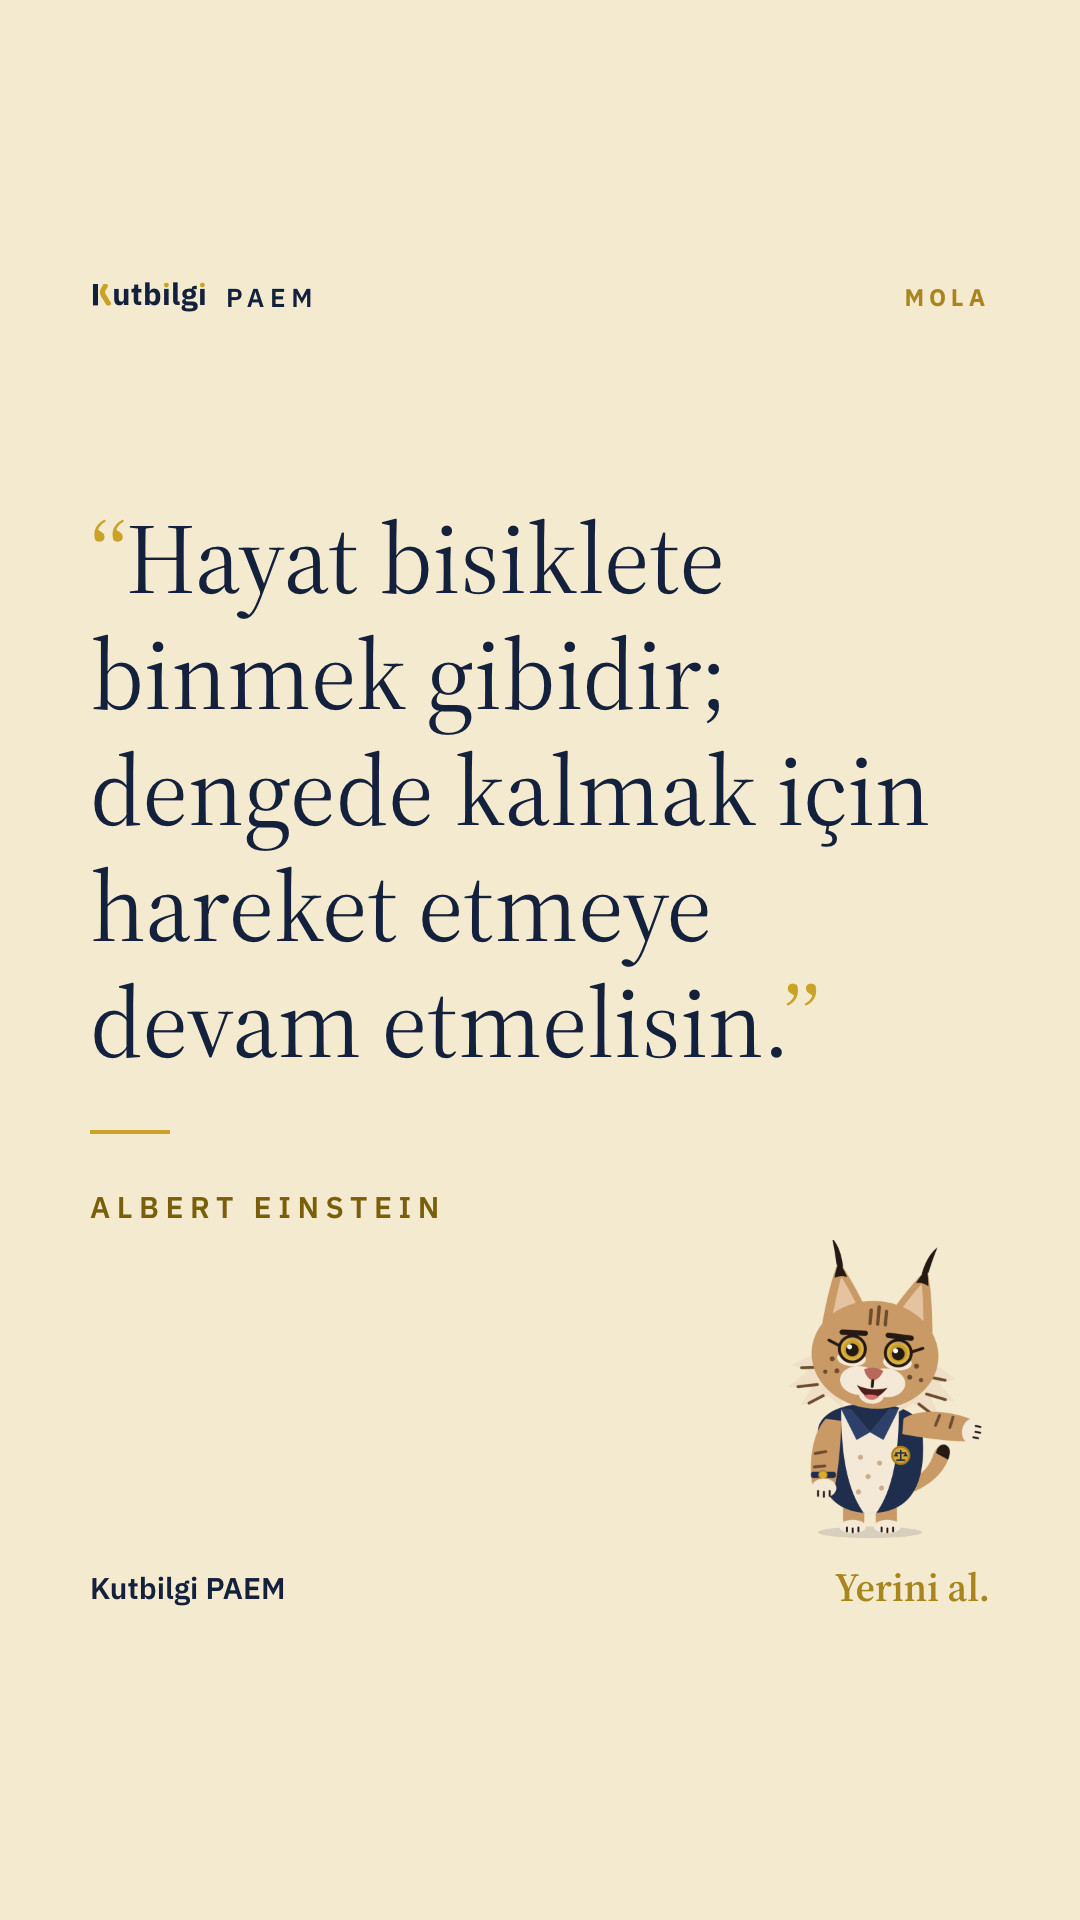 Kutbilgi PAEM
MOLA
“Hayat bisiklete
binmek gibidir;
dengede kalmak için
hareket etmeye
devam etmelisin.”
ALBERT EINSTEIN
Kutbilgi PAEM
Yerini al.